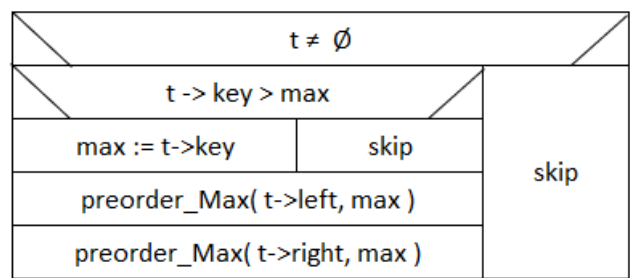 t ≠ Ø
t -> key > max
max := t->key
skip
skip
preorder_Max( t->left, max )
preorder_Max( t->right, max )